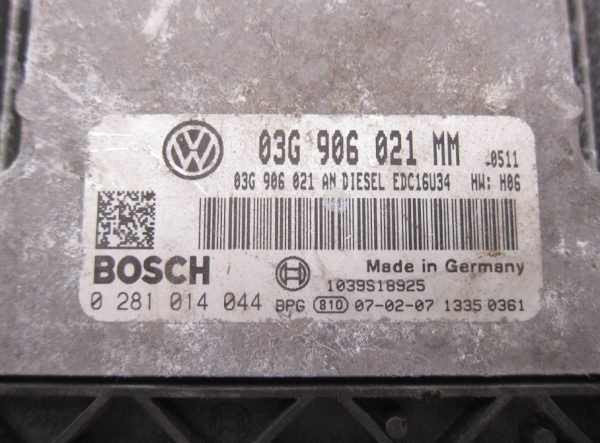 03G 906 021 MM 0511
03G 906 021 AN DIESEL EDC16U34 HW: H06
BOSCH Made in Germany
1039S18925
0 281 014 044 BPG 810 07-02-07 1335 0361